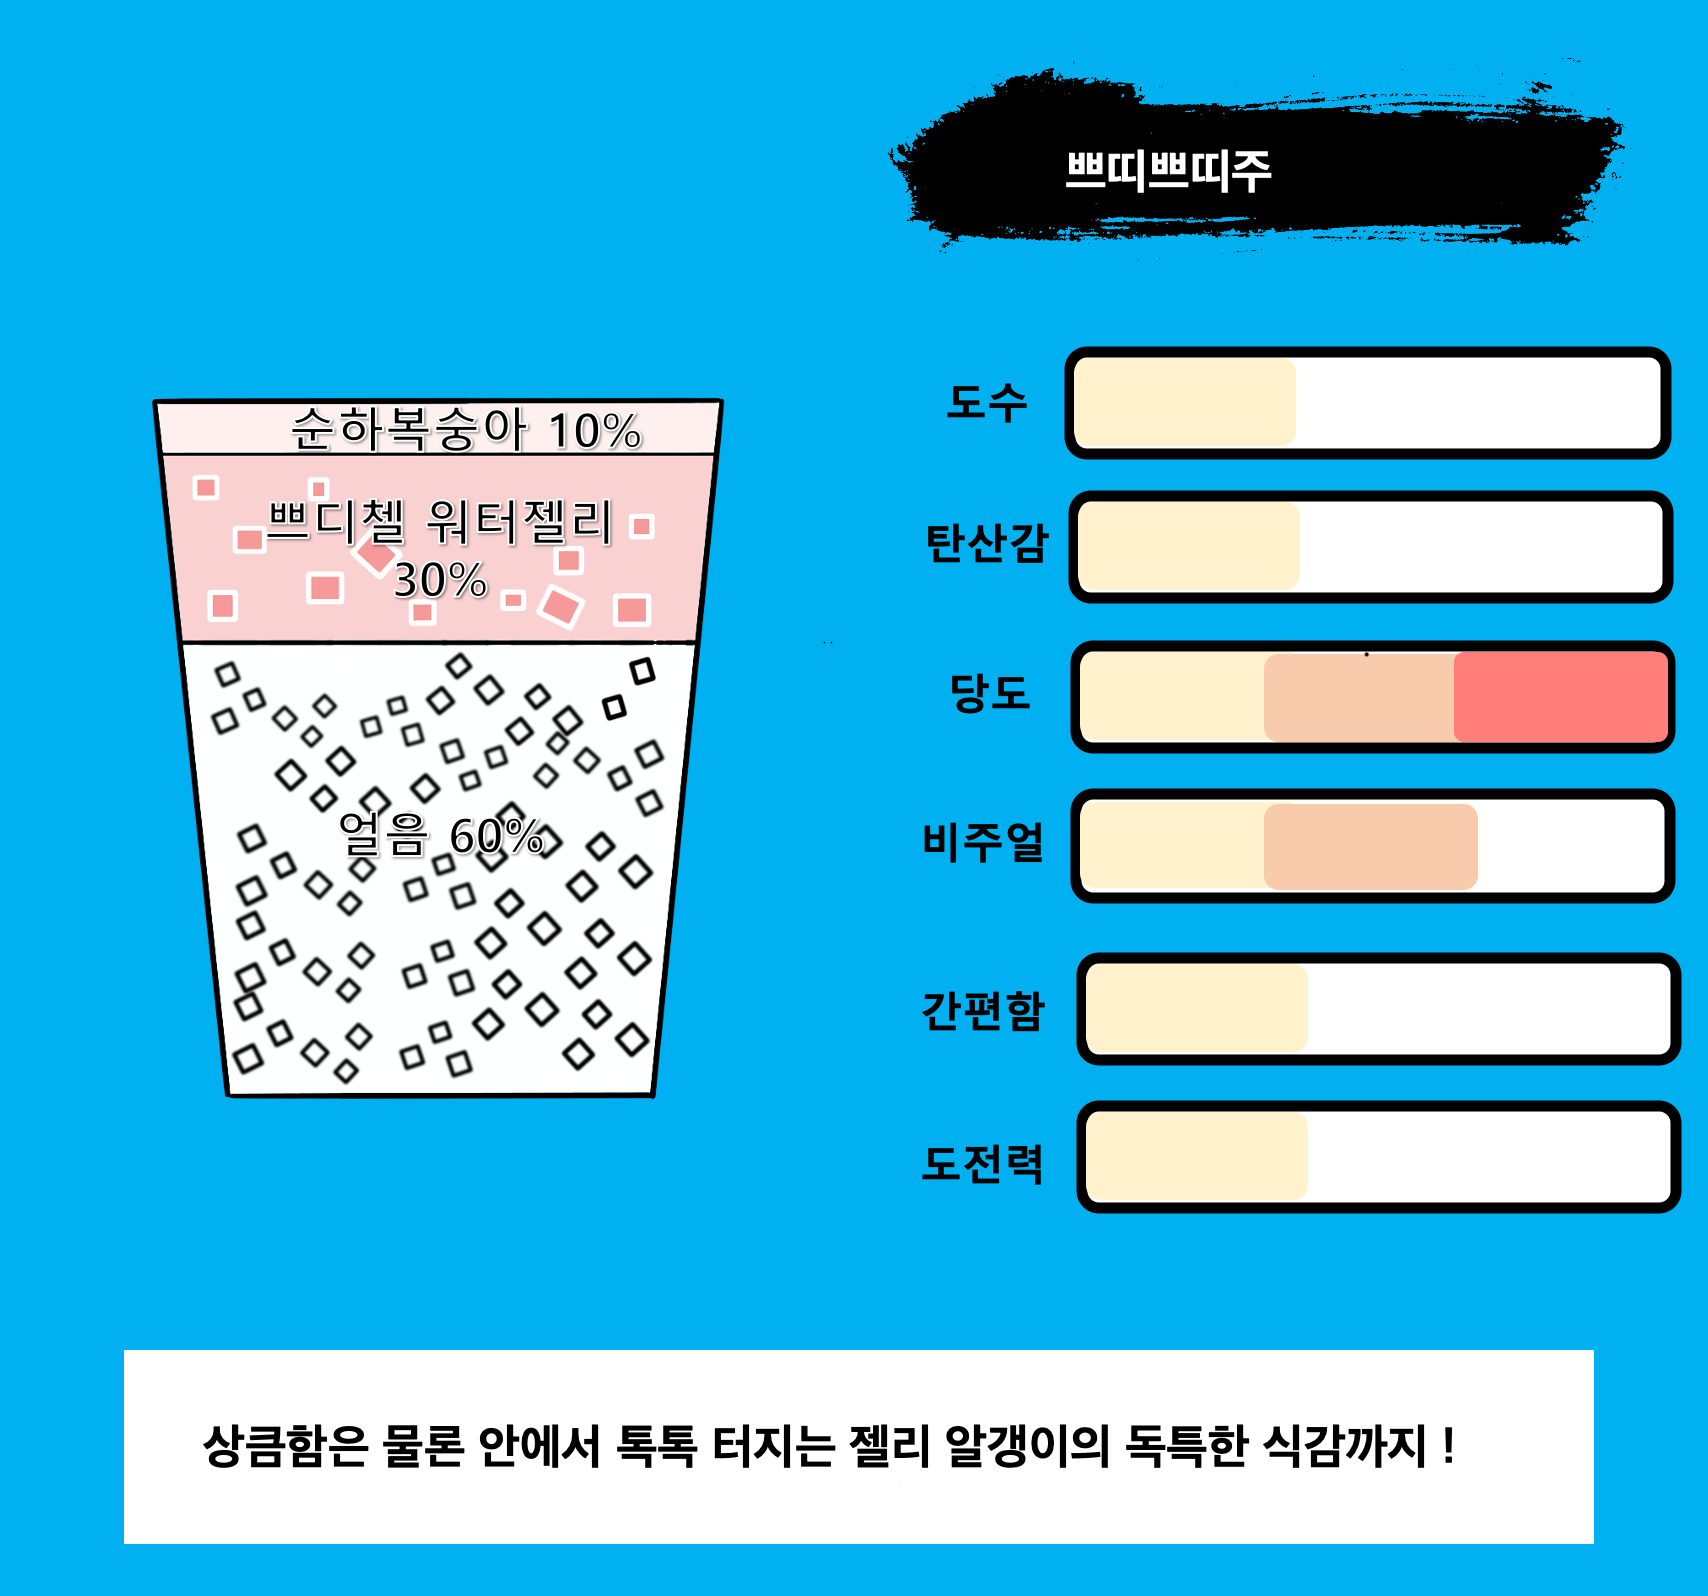 쁘띠쁘띠주
순하복숭아 10%
쁘디첼 워터젤리
30%
얼음 60%
도수
탄산감
당도
비주얼
간편함
도전력
상큼함은 물론 안에서 톡톡 터지는 젤리 알갱이의 독특한 식감까지 !